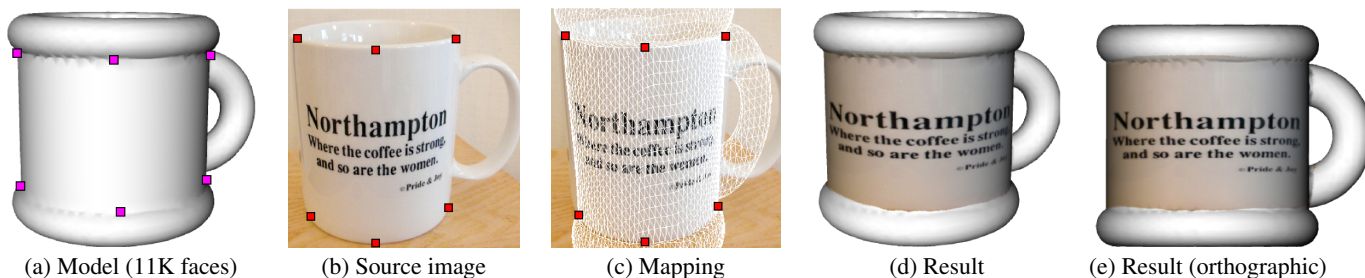 Northampton
Where the coffee is strong,
and so are the women.
© Pride & Joy
Northampton
Where the coffee is strong,
and so are the women.
© Pride & Joy
Northampton
Where the coffee is strong,
and so are the women.
© Pride & Joy
Northampton
Where the coffee is strong,
and so are the women.
© Pride & Joy
(a) Model (11K faces)
(b) Source image
(c) Mapping
(d) Result
(e) Result (orthographic)